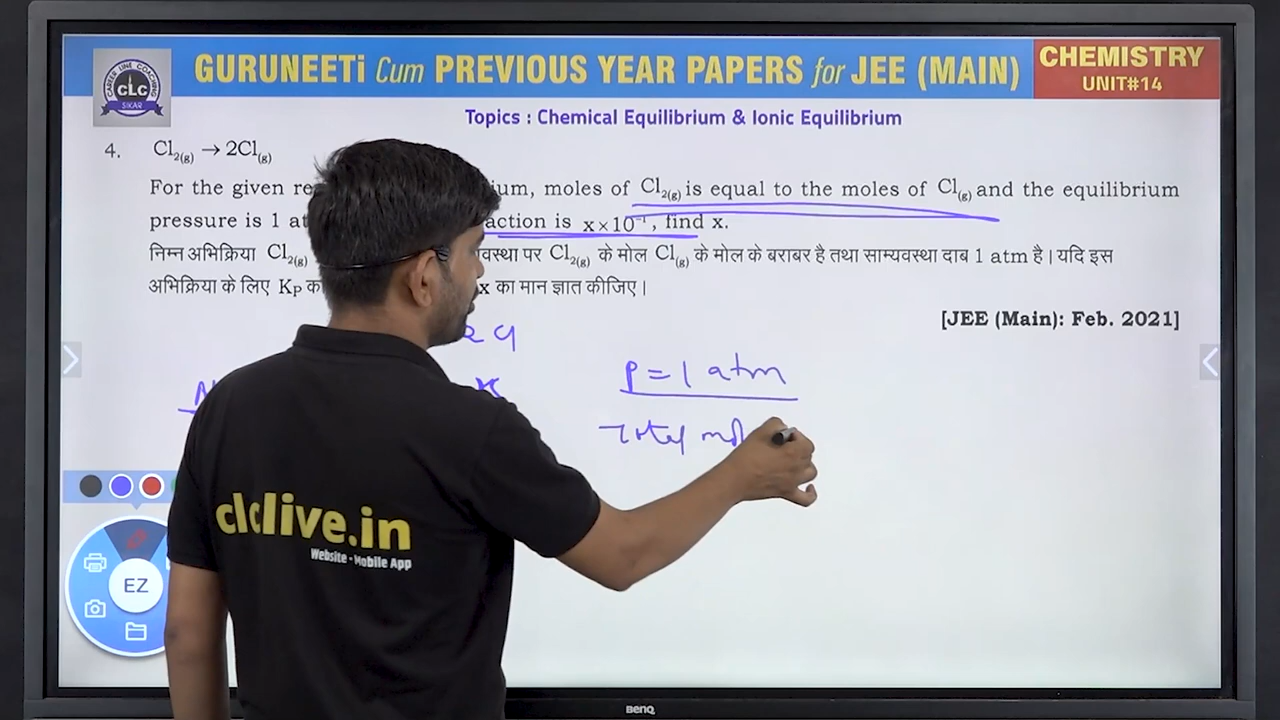 CAREER LINE COACHING
CLC
SIKAR
GURUNEETi Cum PREVIOUS YEAR PAPERS for JEE (MAIN)
CHEMISTRY
UNIT#14
Topics : Chemical Equilibrium & Ionic Equilibrium
4. Cl₂(g) → 2Cl(g)
For the given re ium, moles of Cl₂(g) is equal to the moles of Cl(g) and the equilibrium
pressure is 1 at action is x×10⁻¹, find x.
निम्न अभिक्रिया Cl₂(g) वस्था पर Cl₂(g) के मोल Cl(g) के मोल के बराबर है तथा साम्यवस्था दाब 1 atm है। यदि इस
अभिक्रिया के लिए KP क x का मान ज्ञात कीजिए।
[JEE (Main): Feb. 2021]
P = 1 atm
Total mol
EZ
clclive.in
Website - Mobile App
BenQ